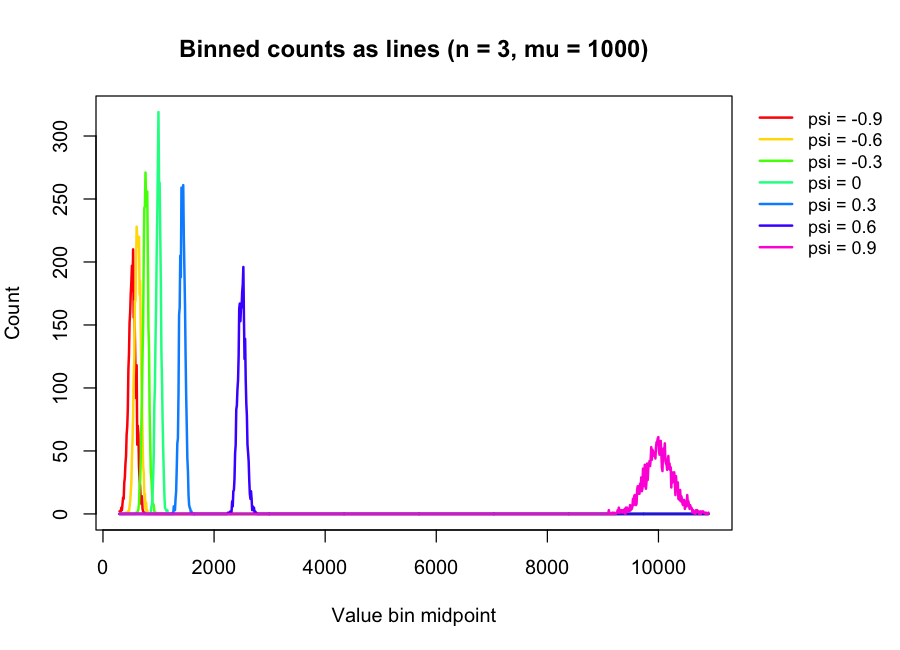 Binned counts as lines (n = 3, mu = 1000)
psi = -0.9
psi = -0.6
psi = -0.3
psi = 0
psi = 0.3
psi = 0.6
psi = 0.9
Count
300
250
200
150
100
50
0
0 2000 4000 6000 8000 10000
Value bin midpoint